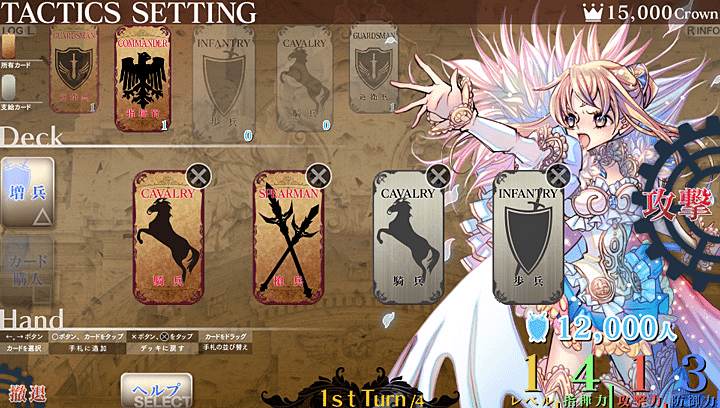 TACTICS SETTING
15,000Crown
LOG L
R INFO
GUARDSMAN
COMMANDER
INFANTRY
CAVALRY
GUARDSMAN
所有カード
支給カード
指揮官
歩兵
騎兵
近衛兵
1
1
0
0
1
Deck
増兵
カード購入
CAVALRY
SPEARMAN
CAVALRY
INFANTRY
騎兵
槍兵
騎兵
歩兵
攻撃
Hand
←,→ボタン
○ボタン、カードをタップ
×ボタン、ⓧをタップ
カードをドラッグ
カードを選択
手札に追加
デッキに戻す
手札の並び替え
12,000人
1
4
1
3
レベル
指揮力
攻撃力
防御力
撤退
ヘルプ
SELECT
1st Turn/4